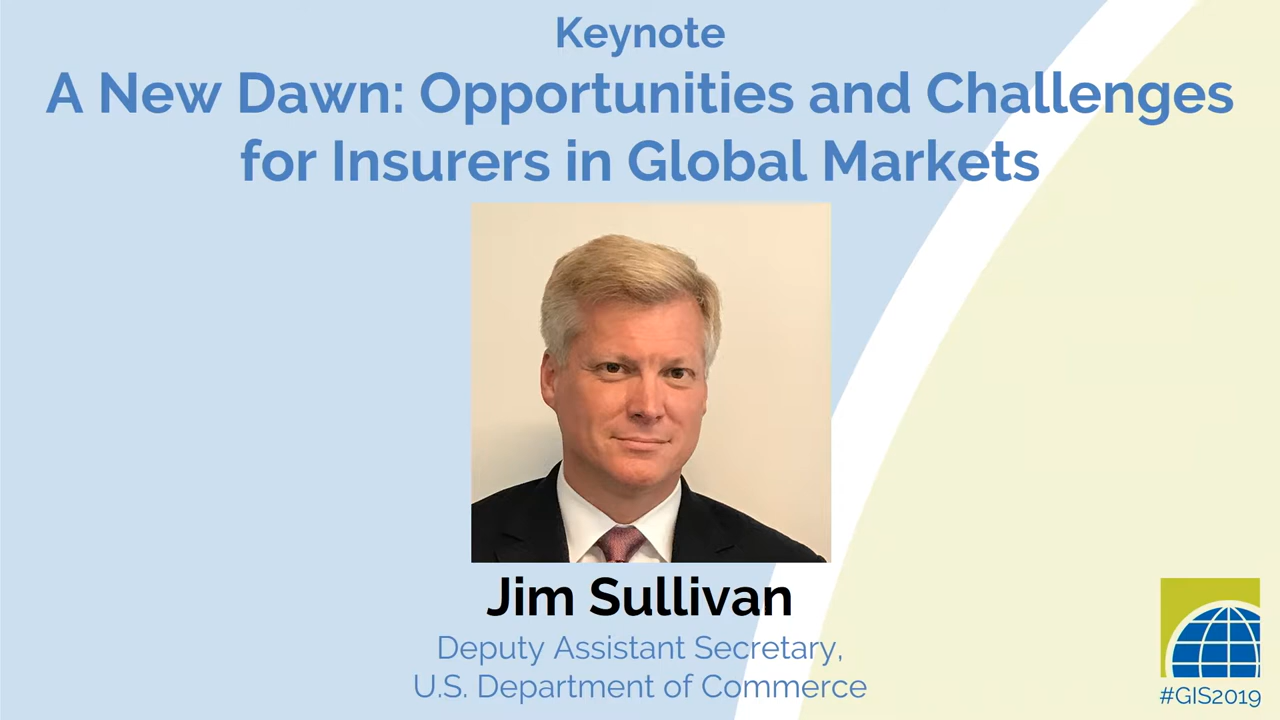 Keynote
A New Dawn: Opportunities and Challenges
for Insurers in Global Markets
Jim Sullivan
Deputy Assistant Secretary,
U.S. Department of Commerce
#GIS2019